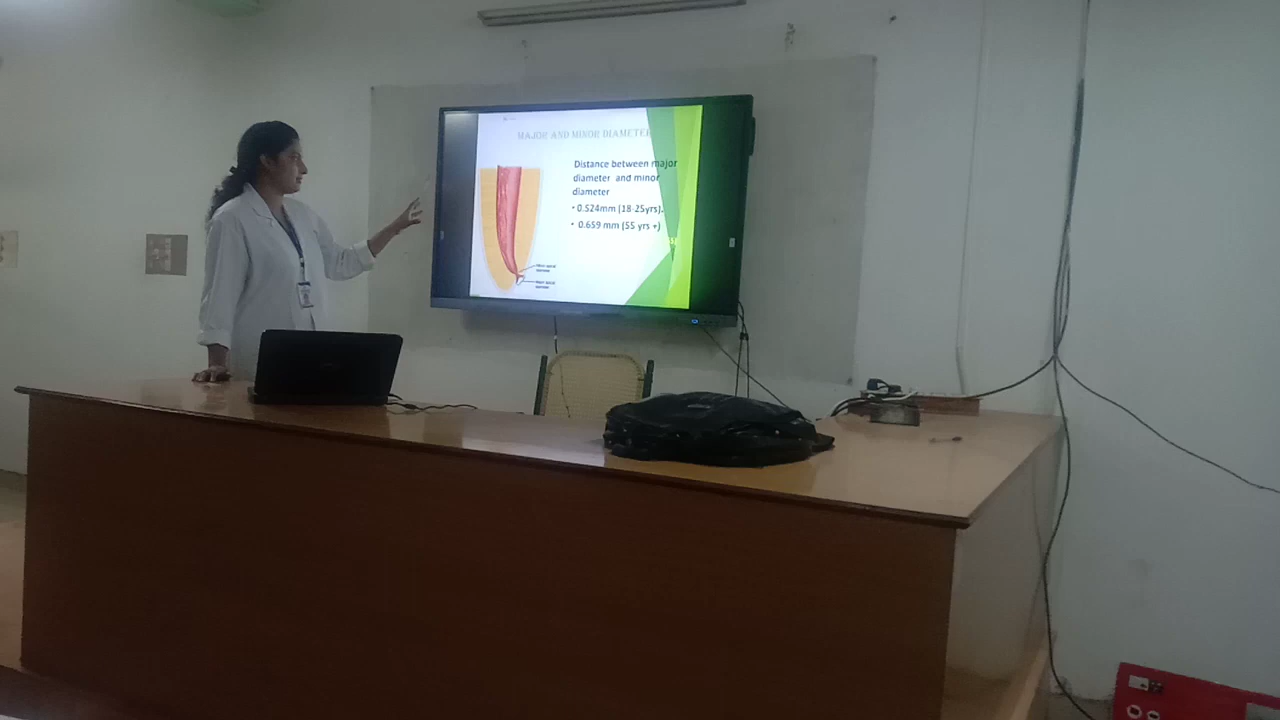 MAJOR AND MINOR DIAMETER
Distance between major
diameter and minor
diameter
• 0.524mm (18-25yrs).
• 0.659 mm (55 yrs +)